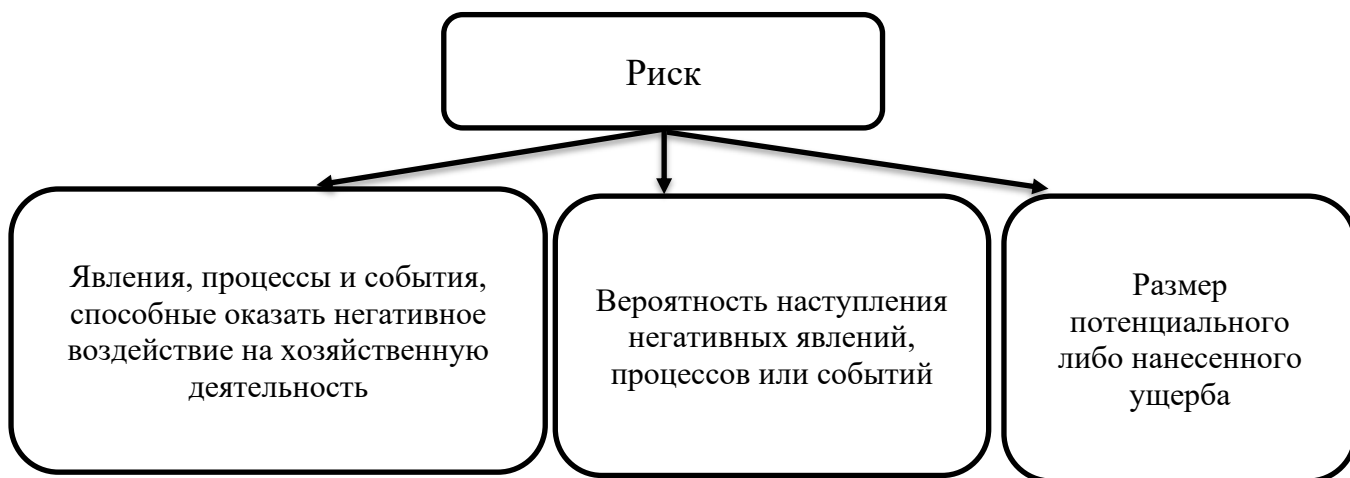 Риск
Явления, процессы и события,
способные оказать негативное
воздействие на хозяйственную
деятельность
Вероятность наступления
негативных явлений,
процессов или событий
Размер
потенциального
либо нанесенного
ущерба